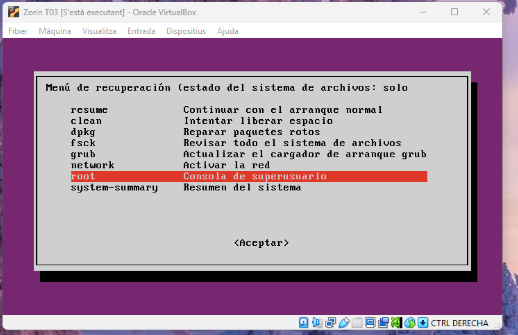 Zorin T03 [S'està executant] - Oracle VirtualBox
Fitxer Màquina Visualitza Entrada Dispositius Ajuda
Menú de recuperación (estado del sistema de archivos: solo
resume Continuar con el arranque normal
clean Intentar liberar espacio
dpkg Reparar paquetes rotos
fsck Revisar todo el sistema de archivos
grub Actualizar el cargador de arranque grub
network Activar la red
root Consola de superusuario
system-summary Resumen del sistema
<Aceptar>
CTRL DERECHA